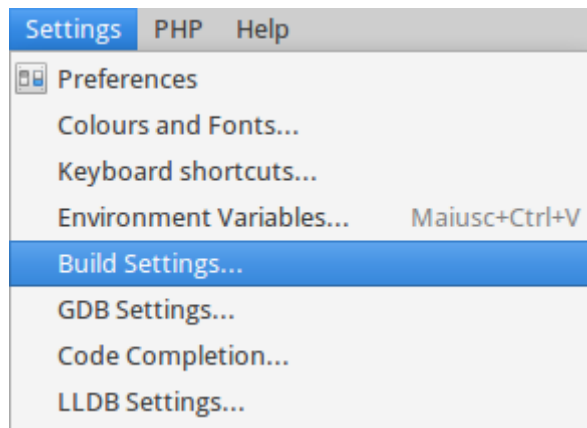 Settings PHP Help
Preferences
Colours and Fonts...
Keyboard shortcuts...
Environment Variables... Maiusc+Ctrl+V
Build Settings...
GDB Settings...
Code Completion...
LLDB Settings...